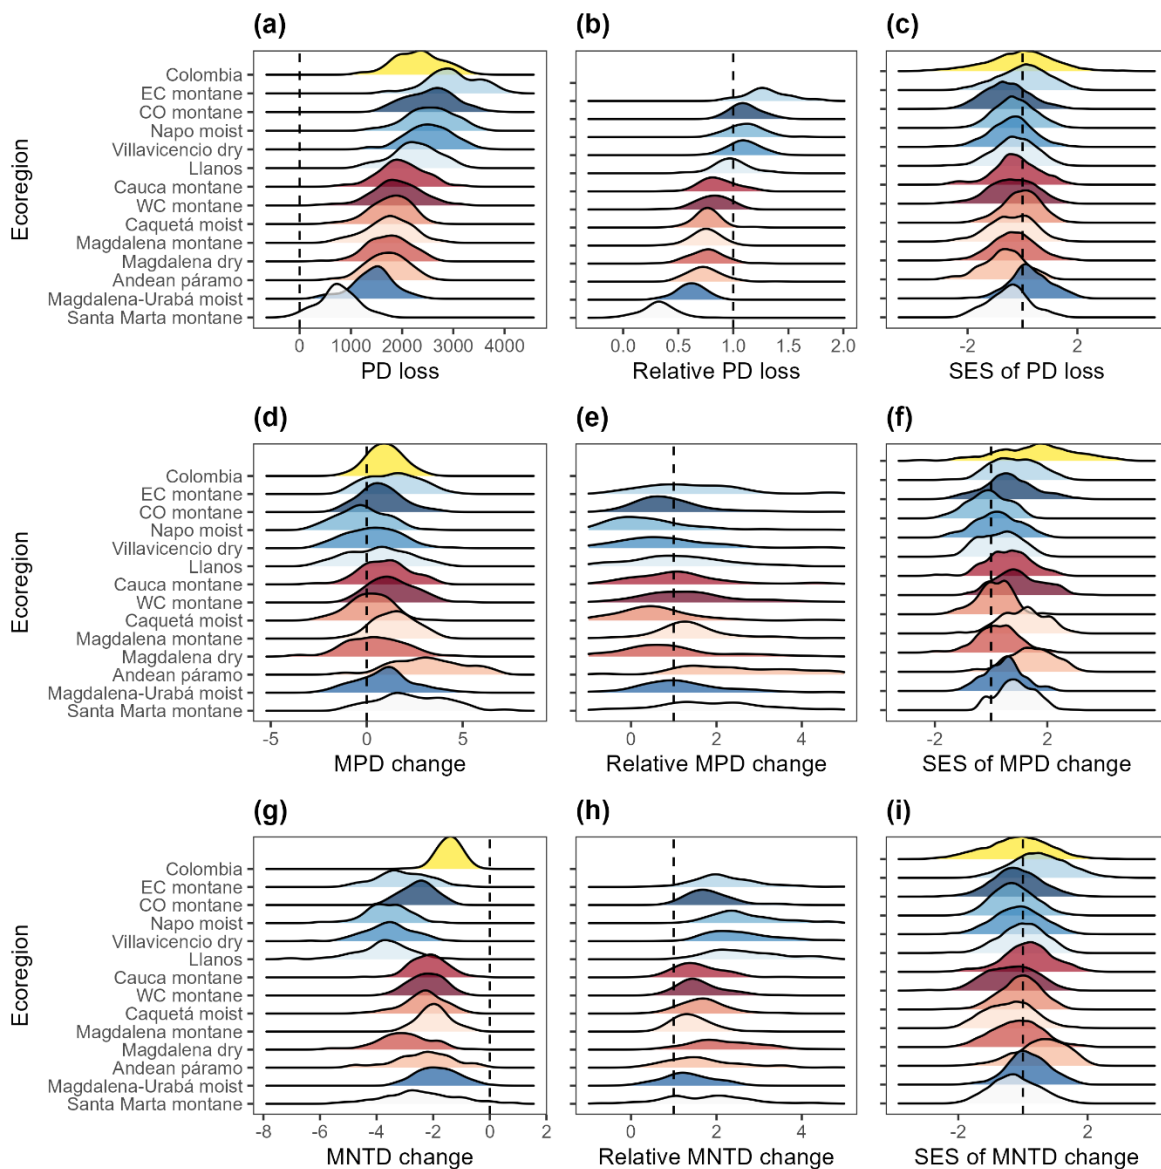 (a)
(b)
(c)
Ecoregion
Colombia
EC montane
CO montane
Napo moist
Villavicencio dry
Llanos
Cauca montane
WC montane
Caquetá moist
Magdalena montane
Magdalena dry
Andean páramo
Magdalena-Urabá moist
Santa Marta montane
0 1000 2000 3000 4000
0.0 0.5 1.0 1.5 2.0
-2 0 2
PD loss
Relative PD loss
SES of PD loss
(d)
(e)
(f)
Ecoregion
Colombia
EC montane
CO montane
Napo moist
Villavicencio dry
Llanos
Cauca montane
WC montane
Caquetá moist
Magdalena montane
Magdalena dry
Andean páramo
Magdalena-Urabá moist
Santa Marta montane
-5 0 5
0 2 4
-2 0 2
MPD change
Relative MPD change
SES of MPD change
(g)
(h)
(i)
Ecoregion
Colombia
EC montane
CO montane
Napo moist
Villavicencio dry
Llanos
Cauca montane
WC montane
Caquetá moist
Magdalena montane
Magdalena dry
Andean páramo
Magdalena-Urabá moist
Santa Marta montane
-8 -6 -4 -2 0 2
0 2 4
-2 0 2
MNTD change
Relative MNTD change
SES of MNTD change